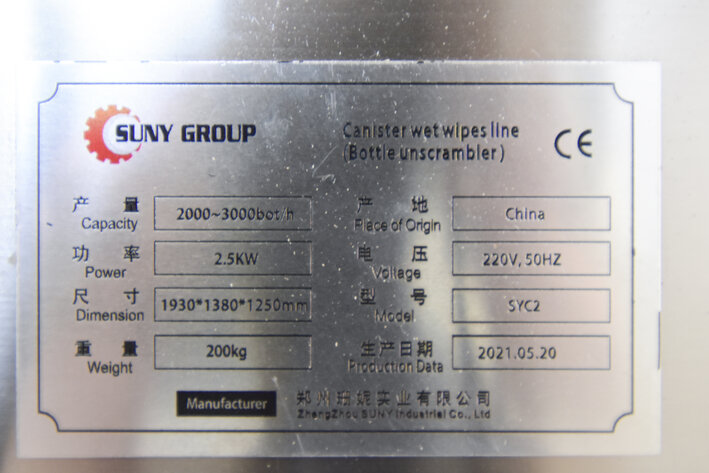 SUNY GROUP
Canister wet wipes line
(Bottle unscrambler)
CE
产量 2000~3000bot/h 产地 China
Capacity Place of Origin
功率 2.5KW 电压 220V, 50HZ
Power Voltage
尺寸 1930*1380*1250mm 型号 SYC2
Dimension Model
重量 200kg 生产日期 2021.05.20
Weight Production Data
Manufacturer 郑州珊妮实业有限公司
ZhengZhou SUNY Industrial Co., Ltd